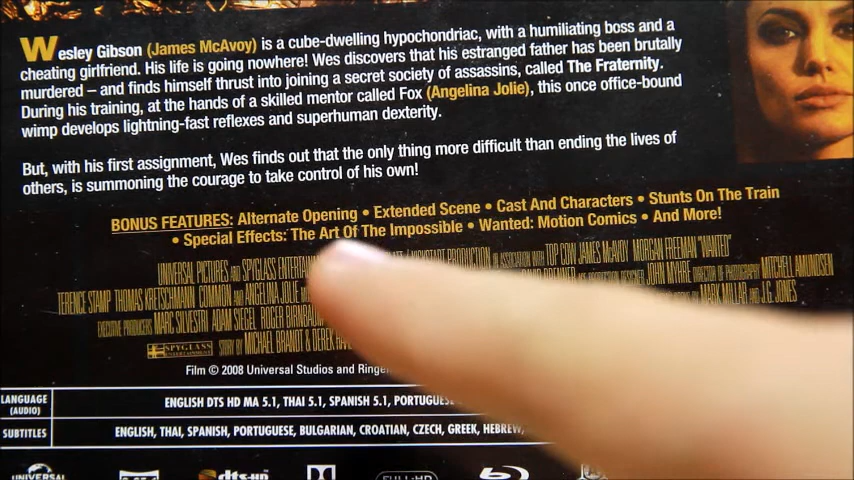 Wesley Gibson (James McAvoy) is a cube-dwelling hypochondriac, with a humiliating boss and a
cheating girlfriend. His life is going nowhere! Wes discovers that his estranged father has been brutally
murdered – and finds himself thrust into joining a secret society of assassins, called The Fraternity.
During his training, at the hands of a skilled mentor called Fox (Angelina Jolie), this once office-bound
wimp develops lightning-fast reflexes and superhuman dexterity.
But, with his first assignment, Wes finds out that the only thing more difficult than ending the lives of
others, is summoning the courage to take control of his own!
BONUS FEATURES: Alternate Opening • Extended Scene • Cast And Characters • Stunts On The Train
• Special Effects: The Art Of The Impossible • Wanted: Motion Comics • And More!
UNIVERSAL PICTURES AND SPYGLASS PRODUCTION IN ASSOCIATION WITH TOP COW JAMES McAVOY MORGAN FREEMAN "WANTED"
TERENCE STAMP THOMAS KRETSCHMANN COMMON AND ANGELINA JOLIE JOHN MYHRE DIRECTOR OF PHOTOGRAPHY MITCHELL AMUNDSEN
EXECUTIVE PRODUCERS MARC SILVESTRI ADAM SIEGEL ROGER MARK MILLAR AND J.G. JONES
SPYGLASS ENTERTAINMENT STORY BY MICHAEL BRANDT & DEREK
Film © 2008 Universal Studios and
LANGUAGE (AUDIO) ENGLISH DTS HD MA 5.1, THAI 5.1, SPANISH 5.1, PORTUGUESE
SUBTITLES ENGLISH, THAI, SPANISH, PORTUGUESE, BULGARIAN, CROATIAN, CZECH, GREEK, HEBREW,
UNIVERSAL dts-HD FULL-HD